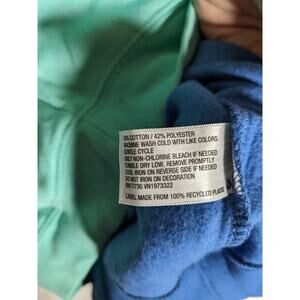 COTTON / 42% POLYESTER
MACHINE WASH COLD WITH LIKE COLORS
GENTLE CYCLE
ONLY NON-CHLORINE BLEACH IF NEEDED
TUMBLE DRY LOW, REMOVE PROMPTLY
COOL IRON ON REVERSE SIDE IF NEEDED
DO NOT IRON ON DECORATION
RN17730 VN1973322
LABEL MADE FROM 100% RECYCLED PLASTIC